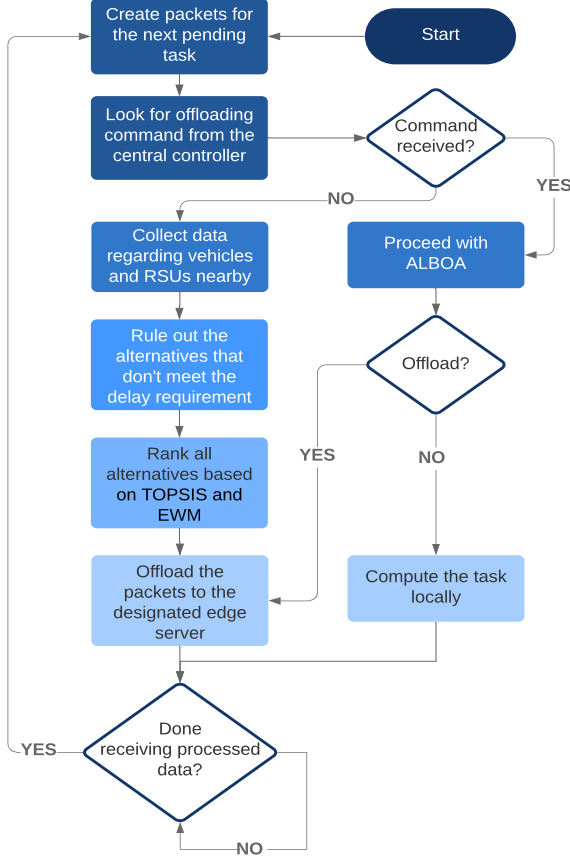 Create packets for
the next pending
task
Start
Look for offloading
command from the
central controller
Command
received?
YES
NO
Collect data
regarding vehicles
and RSUs nearby
Proceed with
ALBOA
Rule out the
alternatives that
don't meet the
delay requirement
Offload?
YES
NO
Rank all
alternatives based
on TOPSIS and
EWM
Offload the
packets to the
designated edge
server
Compute the task
locally
Done
receiving processed
data?
YES
NO